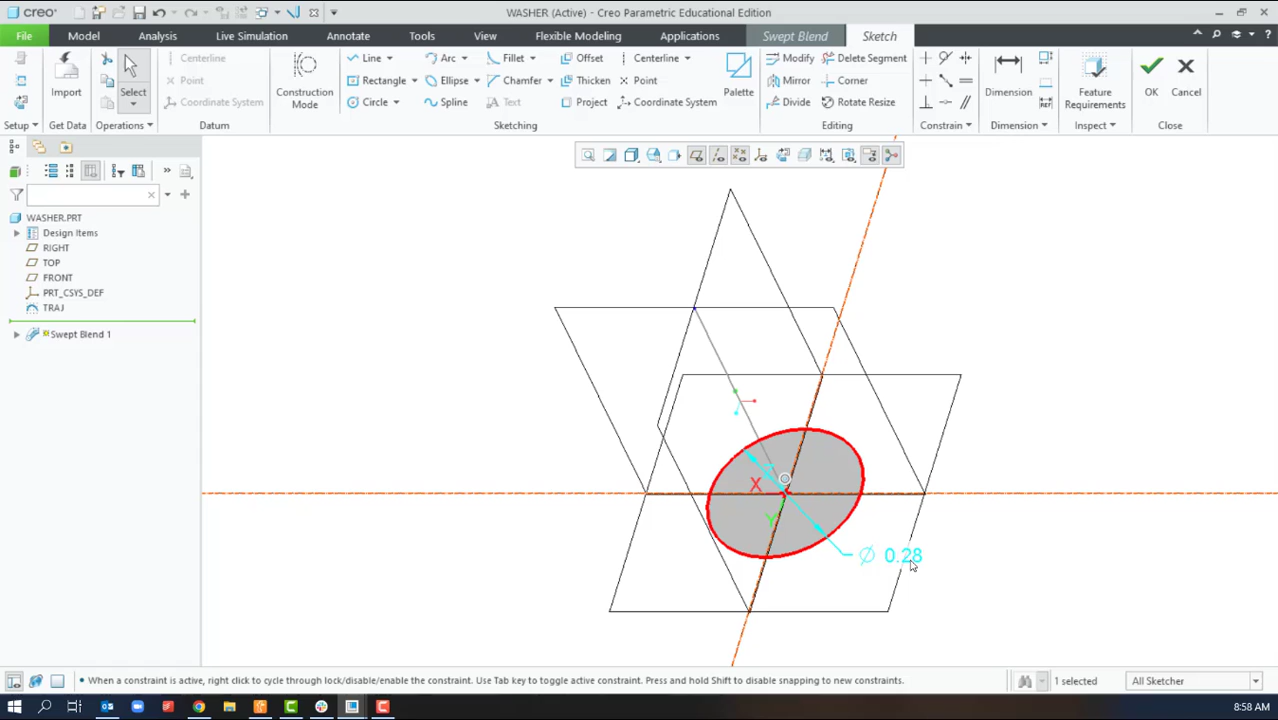 creo WASHER (Active) - Creo Parametric Educational Edition
File Model Analysis Live Simulation Annotate Tools View Flexible Modeling Applications Swept Blend Sketch
Import Select Centerline Construction Mode Line Arc Fillet Offset Centerline Palette Modify Delete Segment Dimension Feature Requirements OK Cancel
Point Rectangle Ellipse Chamfer Thicken Point Mirror Corner
Coordinate System Circle Spline Text Project Coordinate System Divide Rotate Resize
Setup Get Data Operations Datum Sketching Editing Constrain Dimension Inspect Close
WASHER.PRT
Design Items
RIGHT
TOP
FRONT
PRT_CSYS_DEF
TRAJ
Swept Blend 1
Z
X
Y
Ø 0.28
• When a constraint is active, right click to cycle through lock/disable/enable the constraint. Use Tab key to toggle active constraint. Press and hold Shift to disable snapping to new constraints.
1 selected All Sketcher
8:58 AM